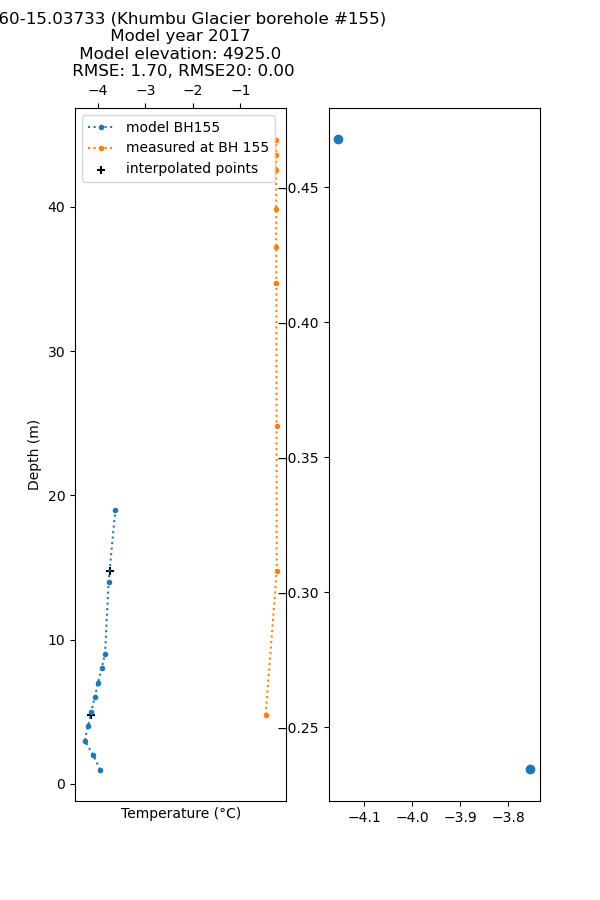 60-15.03733 (Khumbu Glacier borehole #155)
Model year 2017
Model elevation: 4925.0
RMSE: 1.70, RMSE20: 0.00
−4 −3 −2 −1
model BH155
measured at BH 155
interpolated points
40
30
20
10
0
Depth (m)
Temperature (°C)
−0.45
−0.40
−0.35
−0.30
−0.25
−4.1 −4.0 −3.9 −3.8